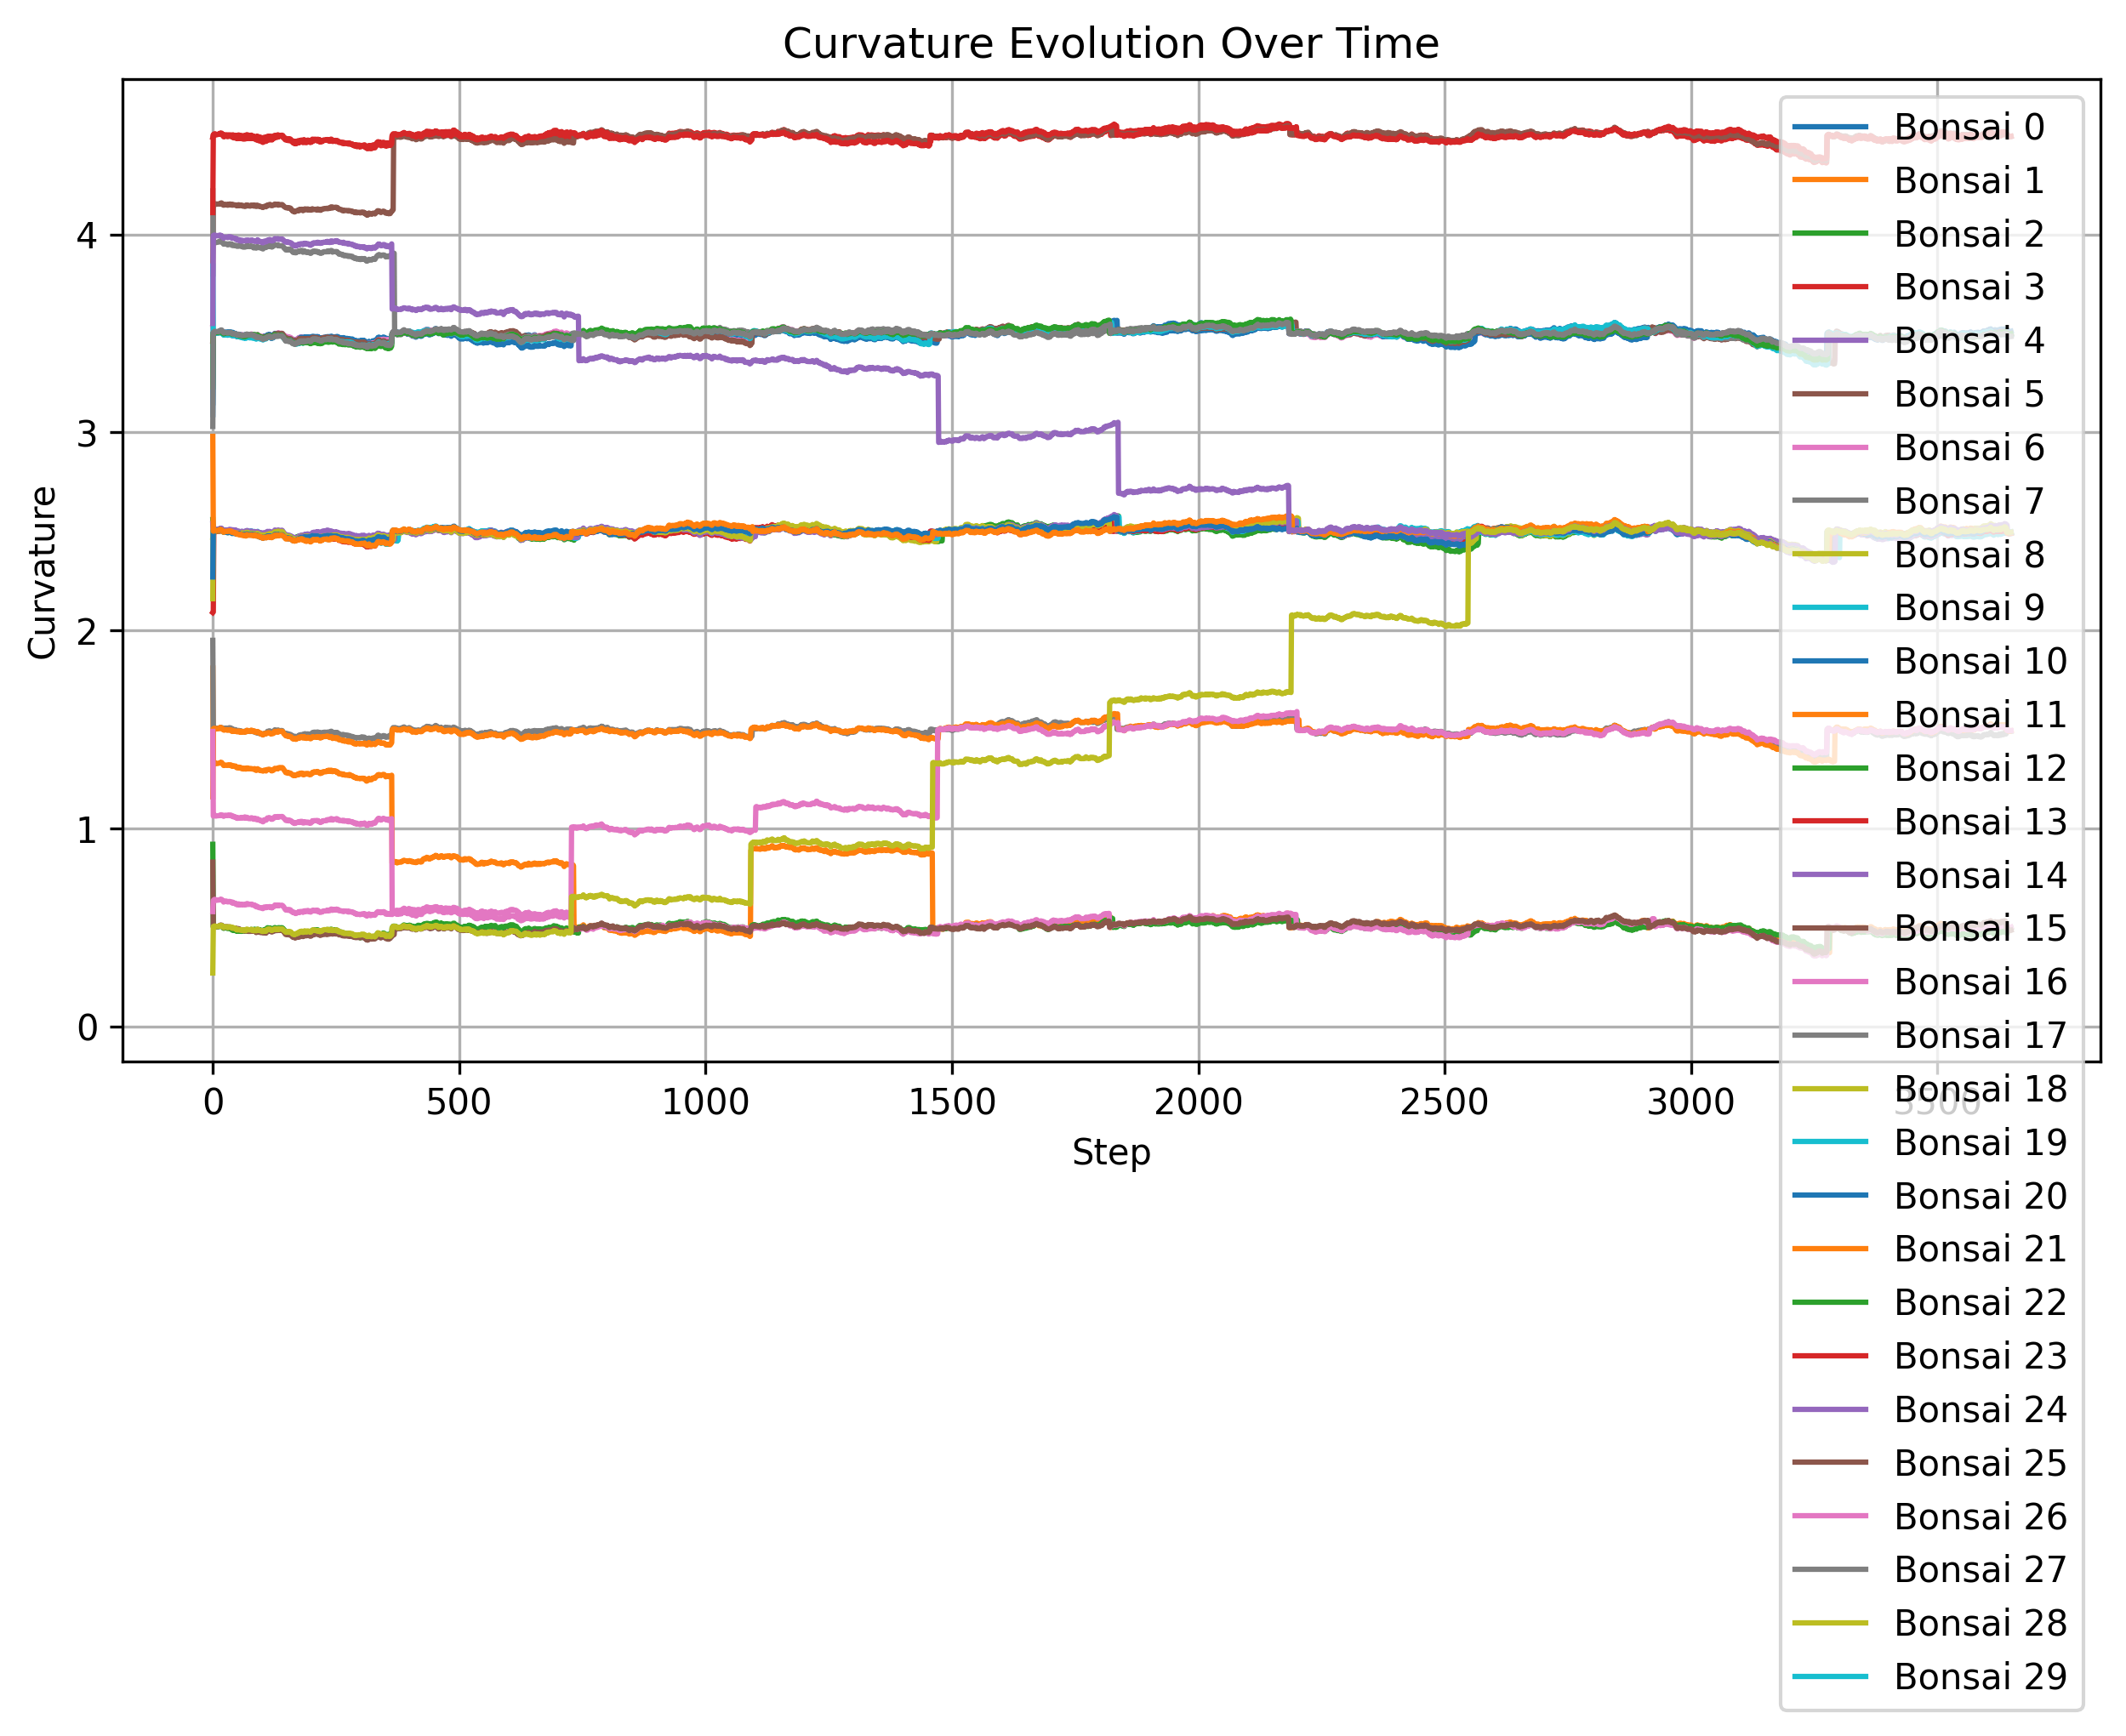 Curvature Evolution Over Time
Curvature
4
3
2
1
0
0 500 1000 1500 2000 2500 3000 3500
Step
Bonsai 0
Bonsai 1
Bonsai 2
Bonsai 3
Bonsai 4
Bonsai 5
Bonsai 6
Bonsai 7
Bonsai 8
Bonsai 9
Bonsai 10
Bonsai 11
Bonsai 12
Bonsai 13
Bonsai 14
Bonsai 15
Bonsai 16
Bonsai 17
Bonsai 18
Bonsai 19
Bonsai 20
Bonsai 21
Bonsai 22
Bonsai 23
Bonsai 24
Bonsai 25
Bonsai 26
Bonsai 27
Bonsai 28
Bonsai 29